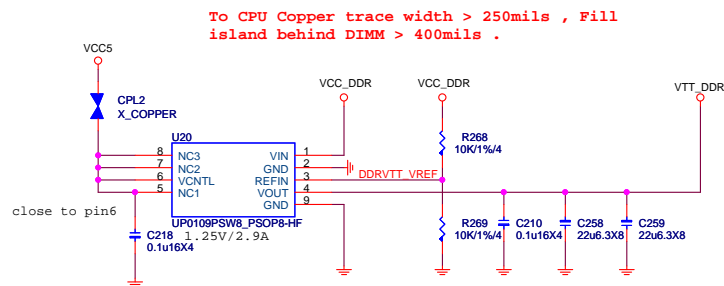 To CPU Copper trace width > 250mils , Fill
island behind DIMM > 400mils .
VCC5
VCC_DDR
VCC_DDR
VTT_DDR
CPL2
X_COPPER
U20
R268
10K/1%/4
8 NC3 VIN 1
7 NC2 GND 2
6 VCNTL REFIN 3
5 NC1 VOUT 4
GND 9
DDRVTT_VREF
close to pin6
C218
0.1u16X4
UP0109PSW8_PSOP8-HF
1.25V/2.9A
R269
10K/1%/4
C210
0.1u16X4
C258
22u6.3X8
C259
22u6.3X8